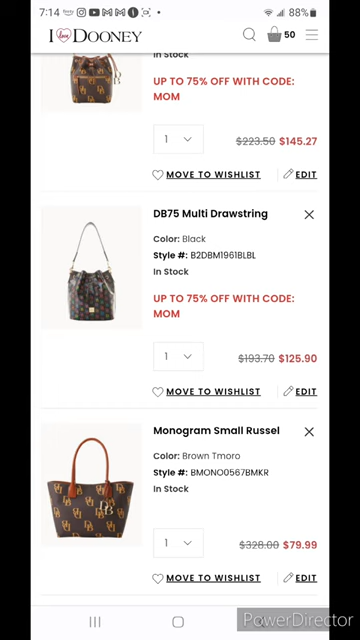 7:14
88%
I love DOONEY
50
In Stock
UP TO 75% OFF WITH CODE:
MOM
1
$223.50 $145.27
MOVE TO WISHLIST
EDIT
DB75 Multi Drawstring
Color: Black
Style #: B2DBM1961BLBL
In Stock
UP TO 75% OFF WITH CODE:
MOM
1
$193.70 $125.90
MOVE TO WISHLIST
EDIT
Monogram Small Russel
Color: Brown Tmoro
Style #: BMONO0567BMKR
In Stock
1
$328.00 $79.99
MOVE TO WISHLIST
EDIT
PowerDirector